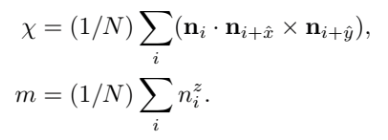 χ = (1/N) ∑_i (𝐧_i · 𝐧_{i+x̂} × 𝐧_{i+ŷ}),
m = (1/N) ∑_i n_i^z.